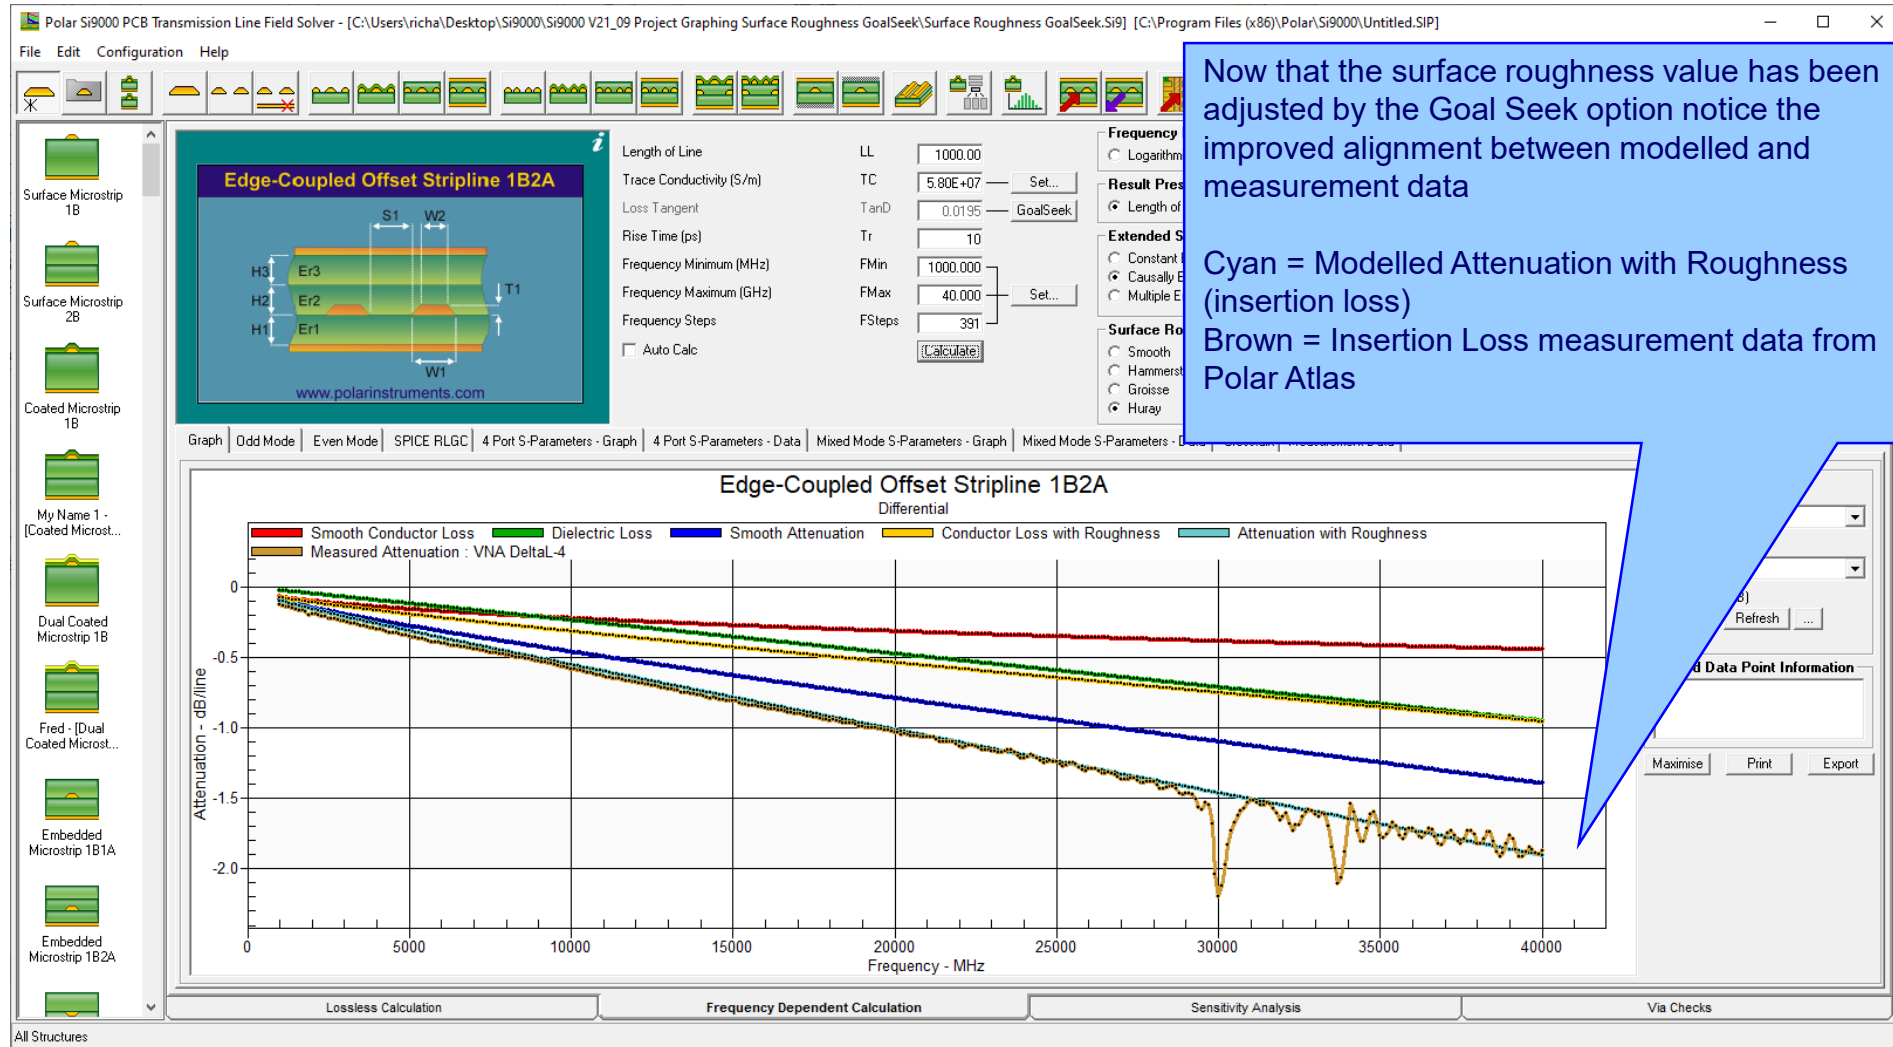 Polar Si9000 PCB Transmission Line Field Solver - [C:\Users\richa\Desktop\Si9000\Si9000 V21_09 Project Graphing Surface Roughness GoalSeek\Surface Roughness GoalSeek.Si9] [C:\Program Files (x86)\Polar\Si9000\Untitled.SIP]
File Edit Configuration Help
Now that the surface roughness value has been
adjusted by the Goal Seek option notice the
improved alignment between modelled and
measurement data
Cyan = Modelled Attenuation with Roughness
(insertion loss)
Brown = Insertion Loss measurement data from
Polar Atlas
Surface Microstrip
1B
Surface Microstrip
2B
Coated Microstrip
1B
My Name 1 -
[Coated Microst...
Dual Coated
Microstrip 1B
Fred - [Dual
Coated Microst...
Embedded
Microstrip 1B1A
Embedded
Microstrip 1B2A
i
Edge-Coupled Offset Stripline 1B2A
S1 W2
H3 Er3
T1
H2 Er2
H1 Er1
W1
www.polarinstruments.com
Length of Line LL 1000.00
Trace Conductivity (S/m) TC 5.80E+07 Set...
Loss Tangent TanD 0.0195 GoalSeek
Rise Time (ps) Tr 10
Frequency Minimum (MHz) FMin 1000.000
Frequency Maximum (GHz) FMax 40.000 Set...
Frequency Steps FSteps 391
Auto Calc Calculate
Frequency
Logarithm
Result Pres
Length of
Extended S
Constant
Causally E
Multiple E
Surface Ro
Smooth
Hammerst
Groisse
Huray
Graph Odd Mode Even Mode SPICE RLGC 4 Port S-Parameters - Graph 4 Port S-Parameters - Data Mixed Mode S-Parameters - Graph Mixed Mode S-Parameters -
Edge-Coupled Offset Stripline 1B2A
Differential
Smooth Conductor Loss Dielectric Loss Smooth Attenuation Conductor Loss with Roughness Attenuation with Roughness
Measured Attenuation : VNA DeltaL-4
0
-0.5
-1.0
-1.5
-2.0
Attenuation - dB/line
0 5000 10000 15000 20000 25000 30000 35000 40000
Frequency - MHz
Refresh ...
Data Point Information
Maximise Print Export
Lossless Calculation Frequency Dependent Calculation Sensitivity Analysis Via Checks
All Structures